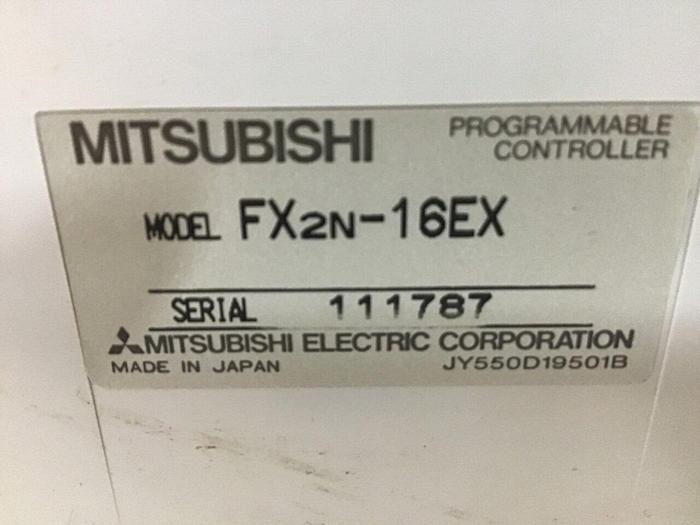 MITSUBISHI
PROGRAMMABLE
CONTROLLER
MODEL FX2N-16EX
SERIAL 111787
MITSUBISHI ELECTRIC CORPORATION
MADE IN JAPAN JY550D19501B